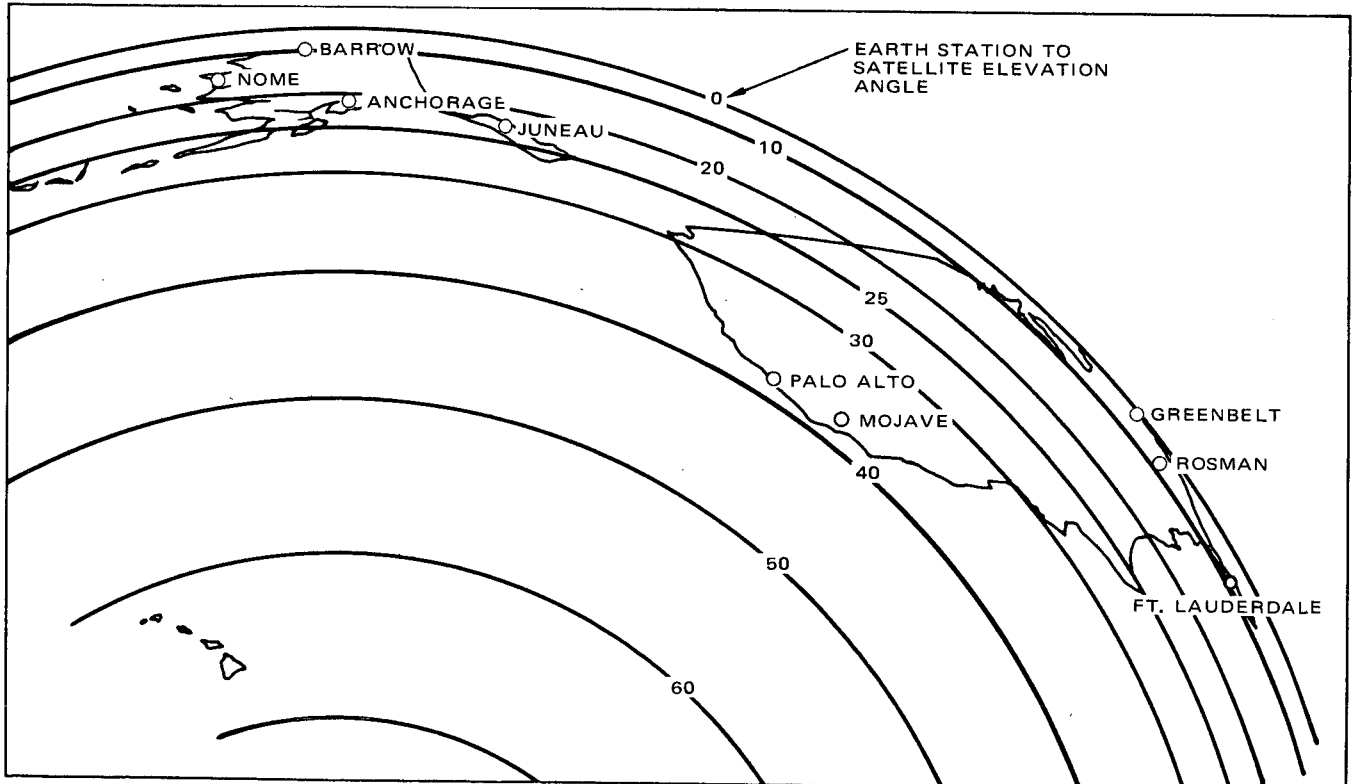 BARROW
EARTH STATION TO
SATELLITE ELEVATION
ANGLE
NOME
0
ANCHORAGE
JUNEAU
10
20
25
30
PALO ALTO
MOJAVE
GREENBELT
ROSMAN
40
50
FT. LAUDERDALE
60